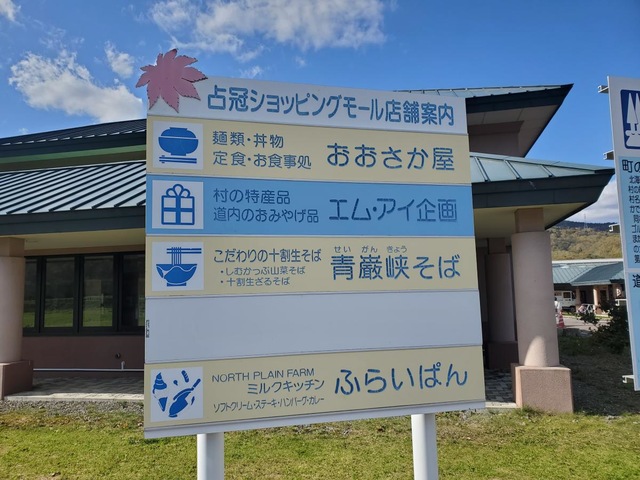 占冠ショッピングモール店舗案内
麺類・丼物
定食・お食事処
おおさか屋
村の特産品
道内のおみやげ品
エム・アイ企画
こだわりの十割生そば
・しむかっぷ山菜そば
・十割生ざるそば
せい がん きょう
青巌峡そば
NORTH PLAIN FARM
ミルクキッチン
ソフトクリーム・ステーキ・ハンバーグ・カレー
ふらいぱん
町の